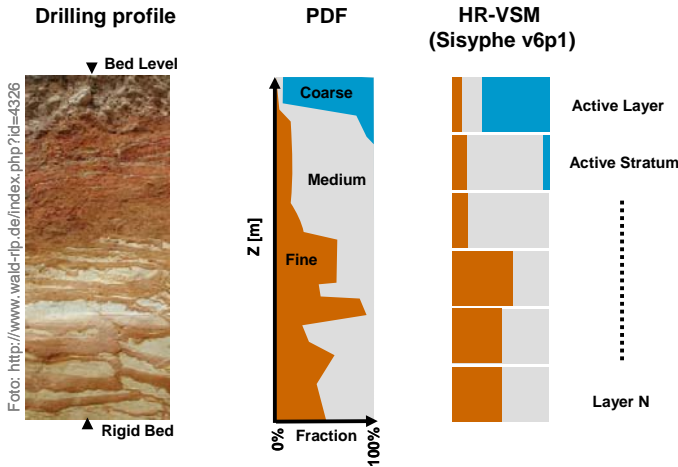 Drilling profile
PDF
HR-VSM
(Sisyphe v6p1)
Bed Level
Foto: http://www.wald-rlp.de/index.php?id=4326
Rigid Bed
Z [m]
Coarse
Medium
Fine
0%
Fraction
100%
Active Layer
Active Stratum
Layer N